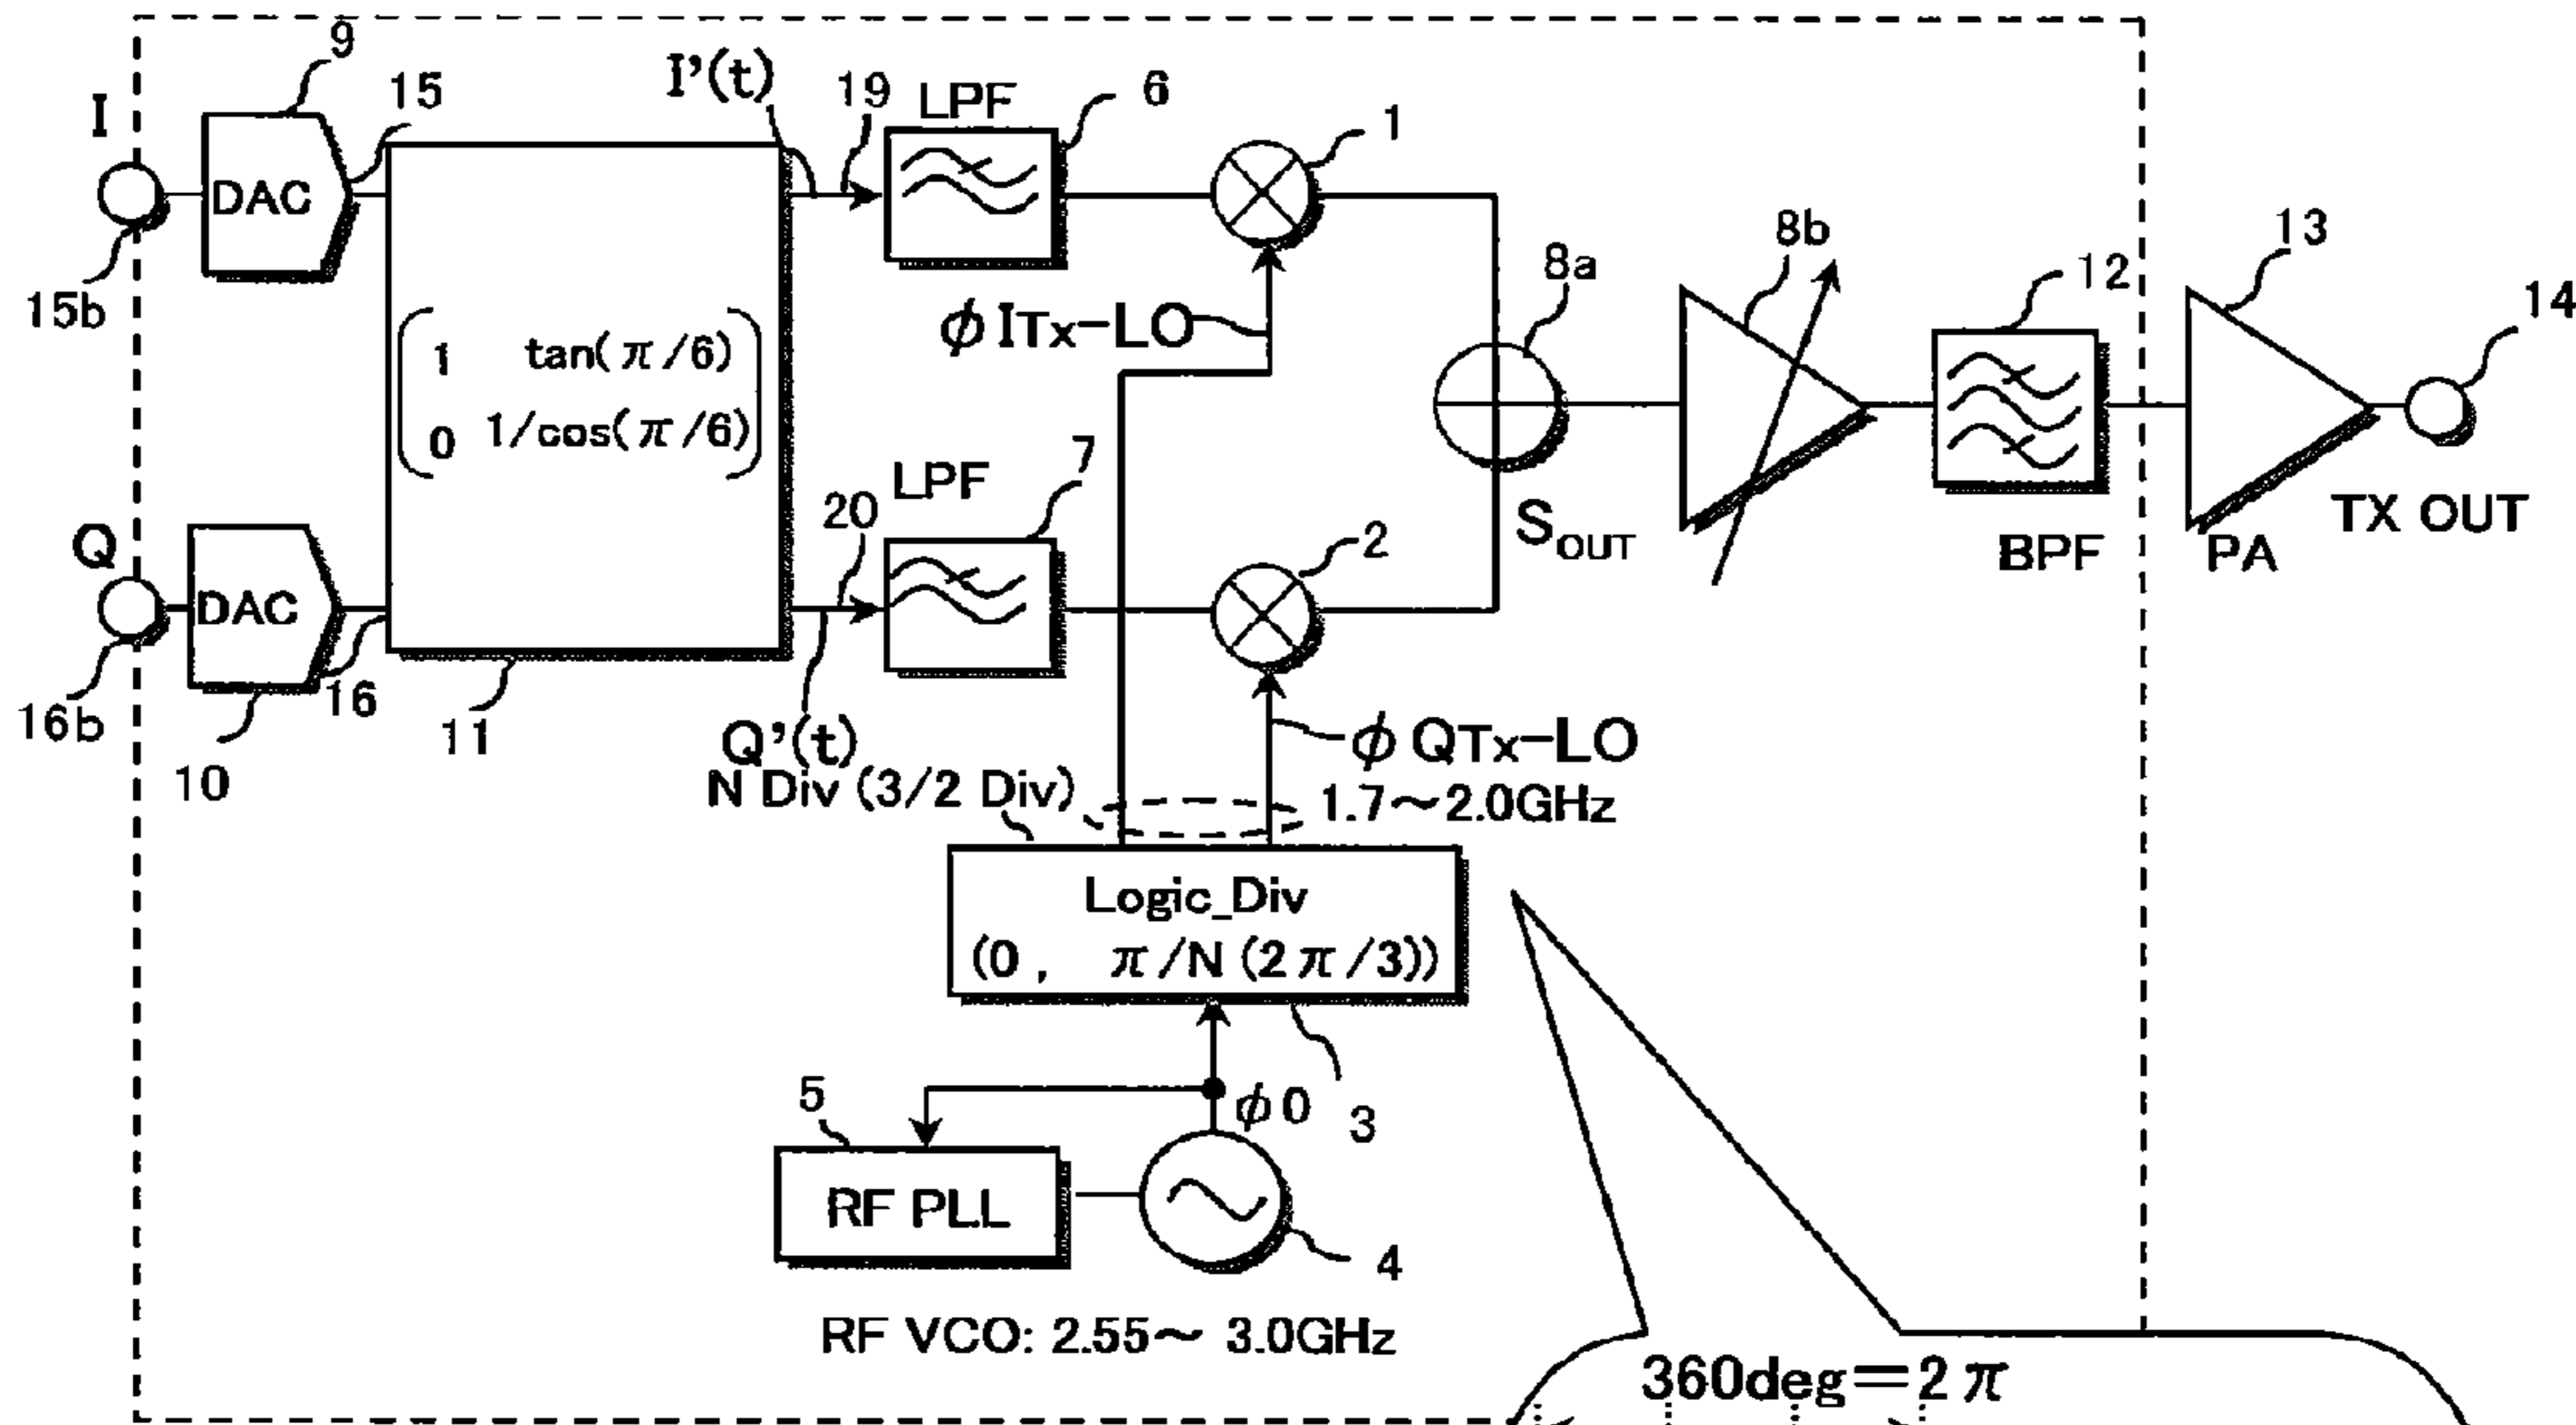 9
I
15
I'(t)
19
LPF
6
1
DAC
15b
8a
8b
12
13
14
1 tan(π/6)
0 1/cos(π/6)
φ ITx-LO
Q
DAC
16b
10
16
11
20
LPF
7
2
S OUT
BPF
PA
TX OUT
Q'(t)
φ QTx-LO
N Div (3/2 Div)
1.7～2.0GHz
Logic_Div
(0 , π/N (2π/3))
5
φ0
3
RF PLL
4
RF VCO: 2.55～ 3.0GHz
360deg=2π